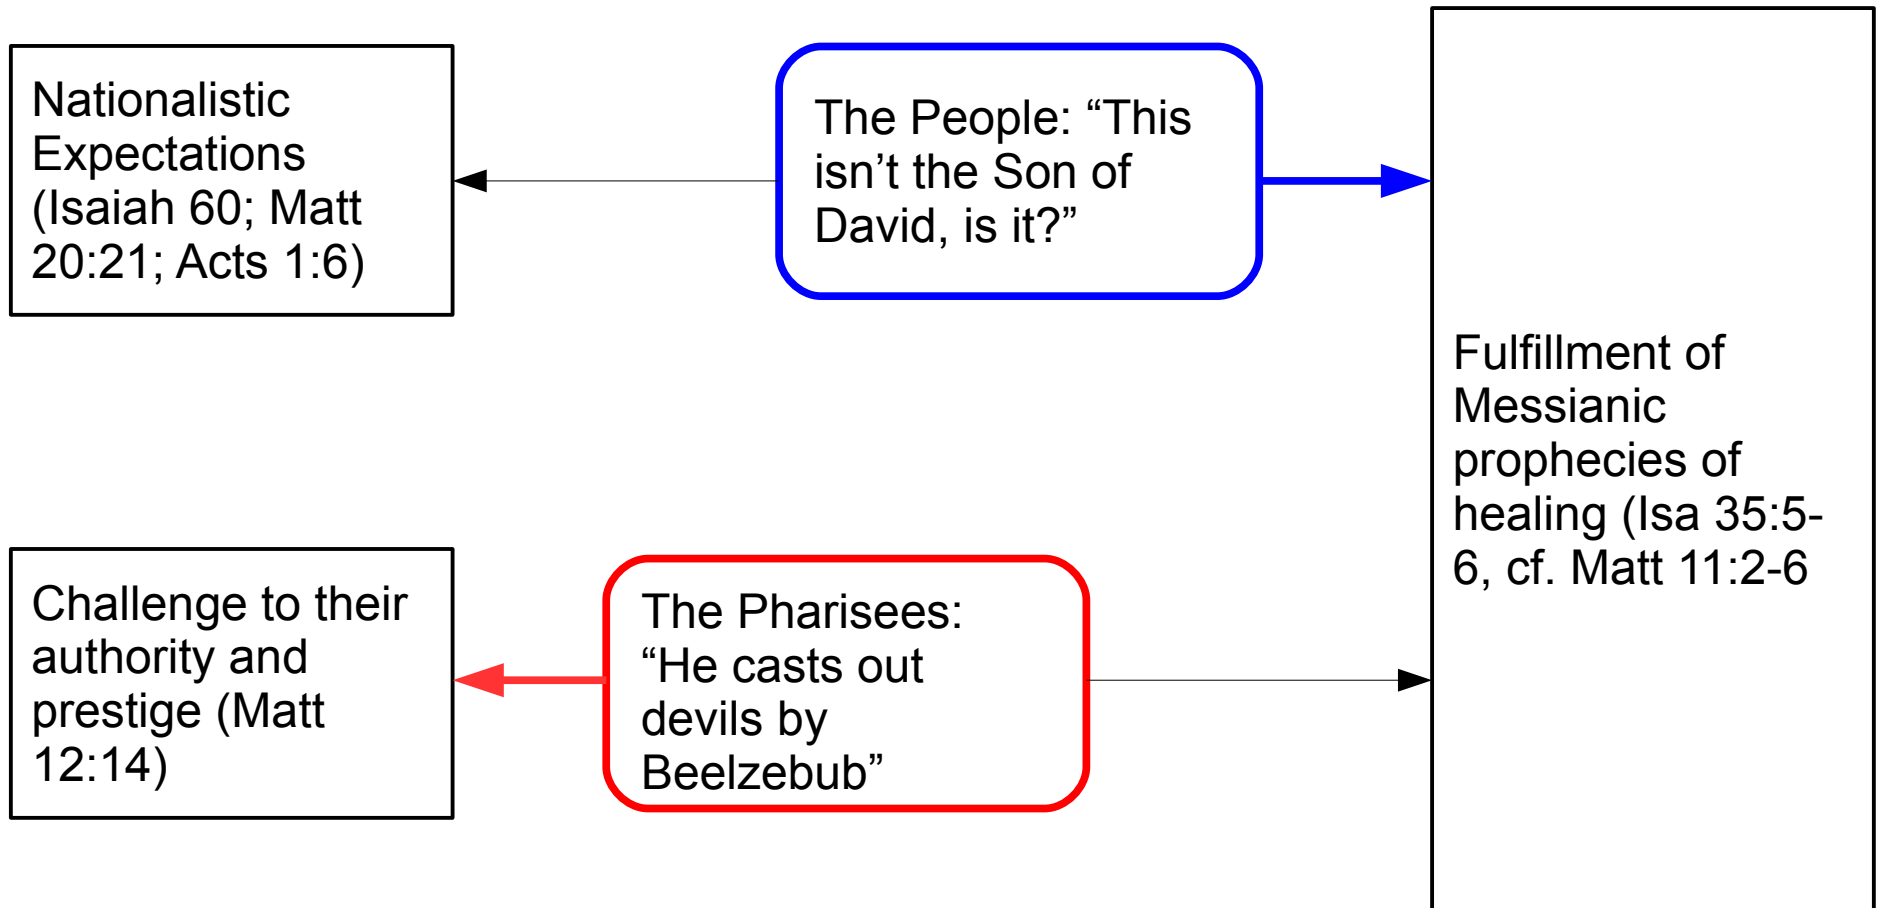 Nationalistic
Expectations
(Isaiah 60; Matt
20:21; Acts 1:6)
The People: “This
isn’t the Son of
David, is it?”
Fulfillment of
Messianic
prophecies of
healing (Isa 35:5-
6, cf. Matt 11:2-6
Challenge to their
authority and
prestige (Matt
12:14)
The Pharisees:
“He casts out
devils by
Beelzebub”